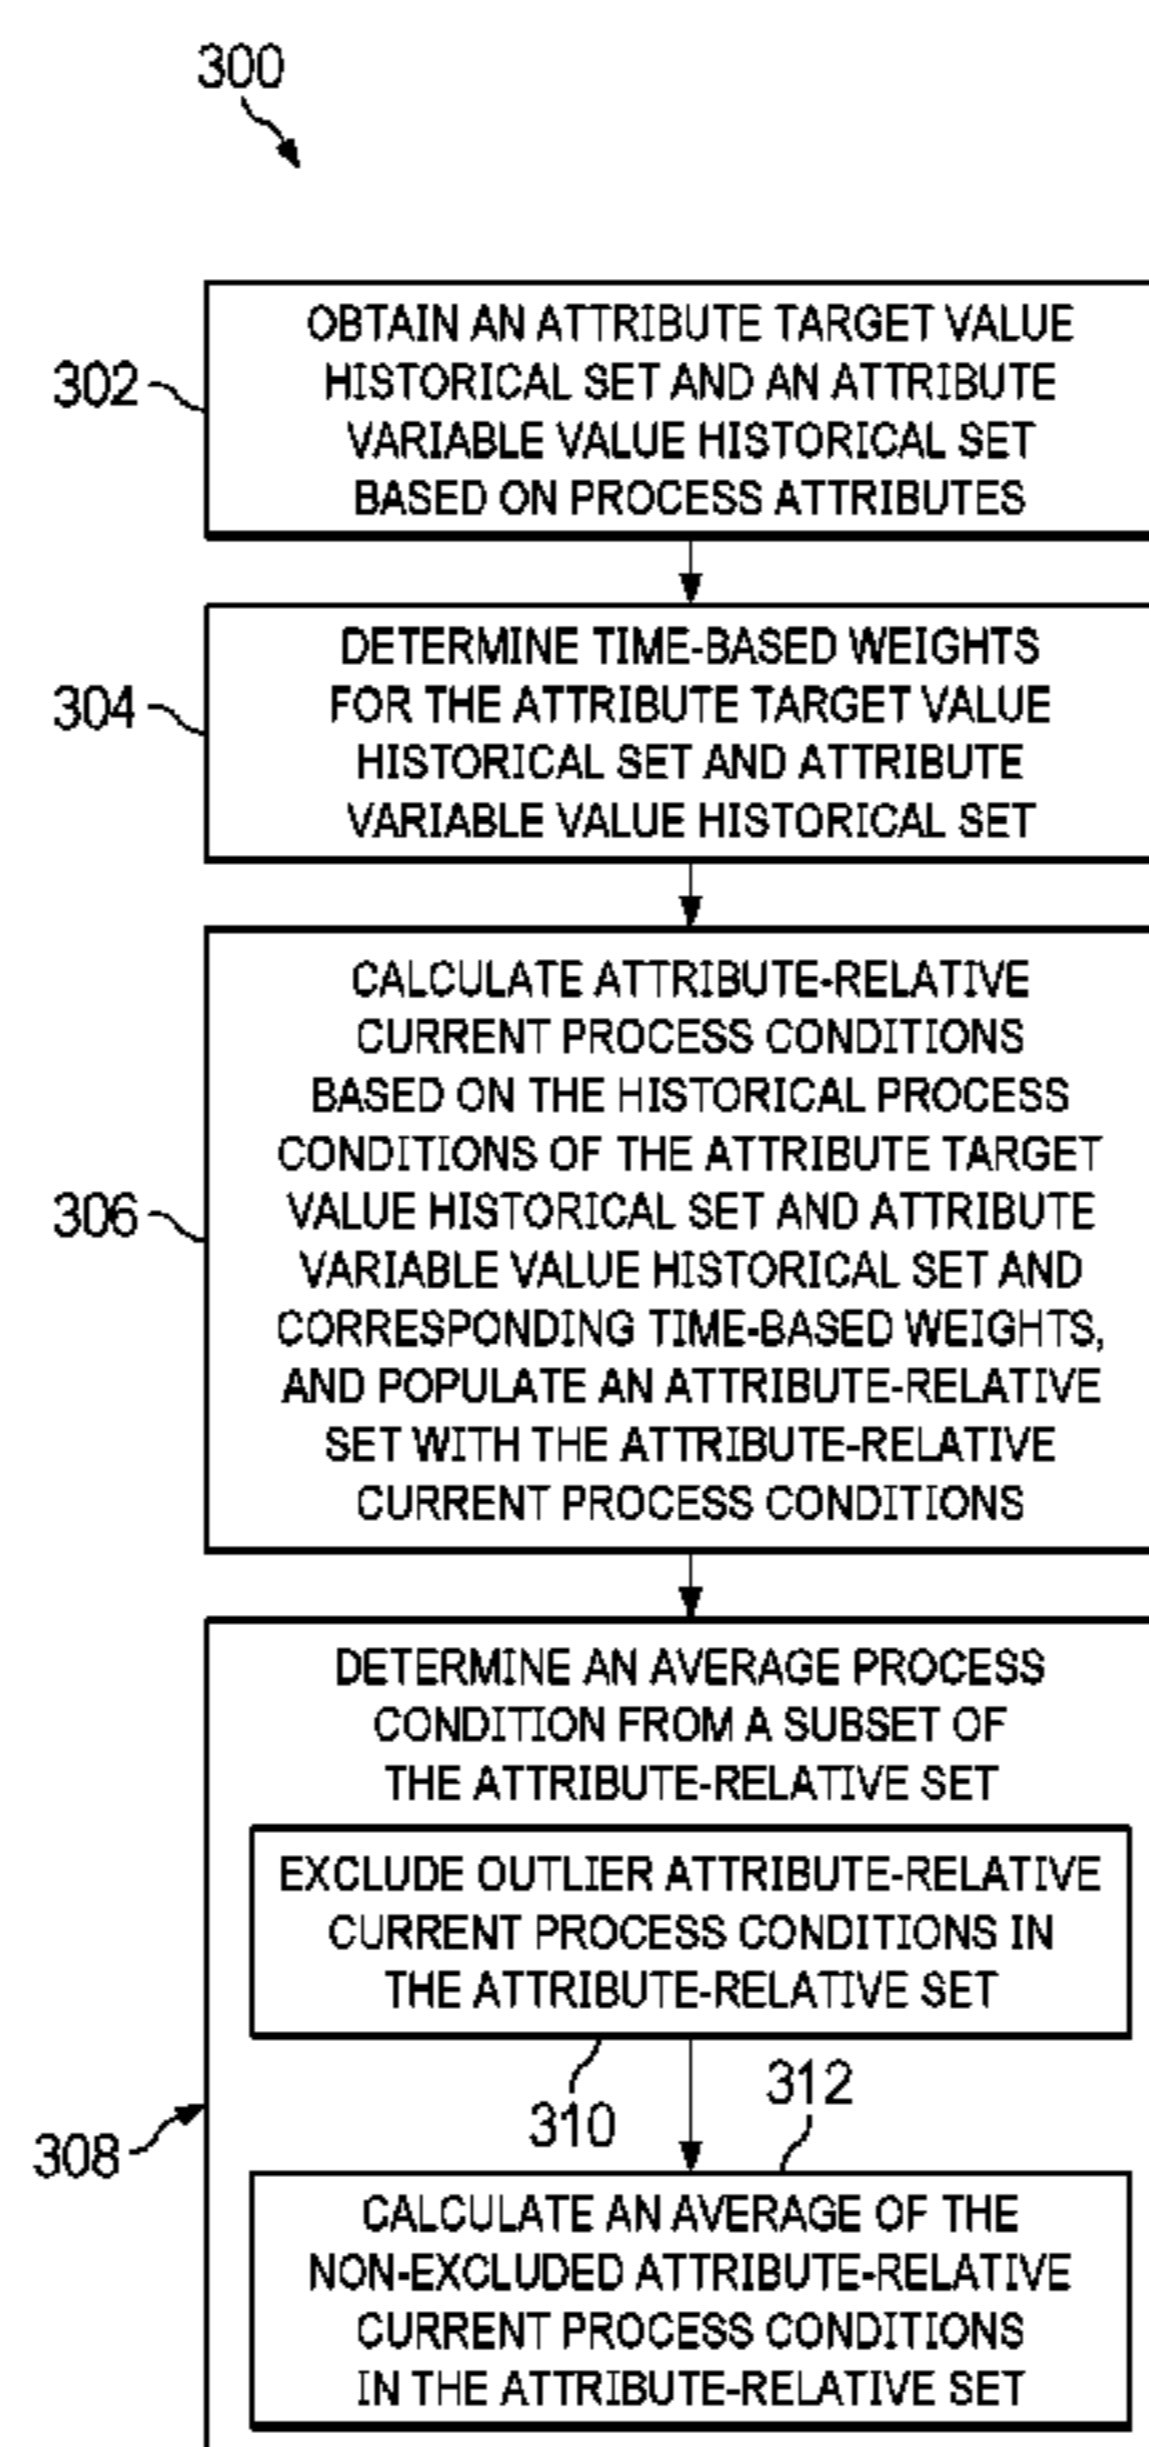 300
302
OBTAIN AN ATTRIBUTE TARGET VALUE
HISTORICAL SET AND AN ATTRIBUTE
VARIABLE VALUE HISTORICAL SET
BASED ON PROCESS ATTRIBUTES
304
DETERMINE TIME-BASED WEIGHTS
FOR THE ATTRIBUTE TARGET VALUE
HISTORICAL SET AND ATTRIBUTE
VARIABLE VALUE HISTORICAL SET
306
CALCULATE ATTRIBUTE-RELATIVE
CURRENT PROCESS CONDITIONS
BASED ON THE HISTORICAL PROCESS
CONDITIONS OF THE ATTRIBUTE TARGET
VALUE HISTORICAL SET AND ATTRIBUTE
VARIABLE VALUE HISTORICAL SET AND
CORRESPONDING TIME-BASED WEIGHTS,
AND POPULATE AN ATTRIBUTE-RELATIVE
SET WITH THE ATTRIBUTE-RELATIVE
CURRENT PROCESS CONDITIONS
308
DETERMINE AN AVERAGE PROCESS
CONDITION FROM A SUBSET OF
THE ATTRIBUTE-RELATIVE SET
EXCLUDE OUTLIER ATTRIBUTE-RELATIVE
CURRENT PROCESS CONDITIONS IN
THE ATTRIBUTE-RELATIVE SET
310
312
CALCULATE AN AVERAGE OF THE
NON-EXCLUDED ATTRIBUTE-RELATIVE
CURRENT PROCESS CONDITIONS
IN THE ATTRIBUTE-RELATIVE SET